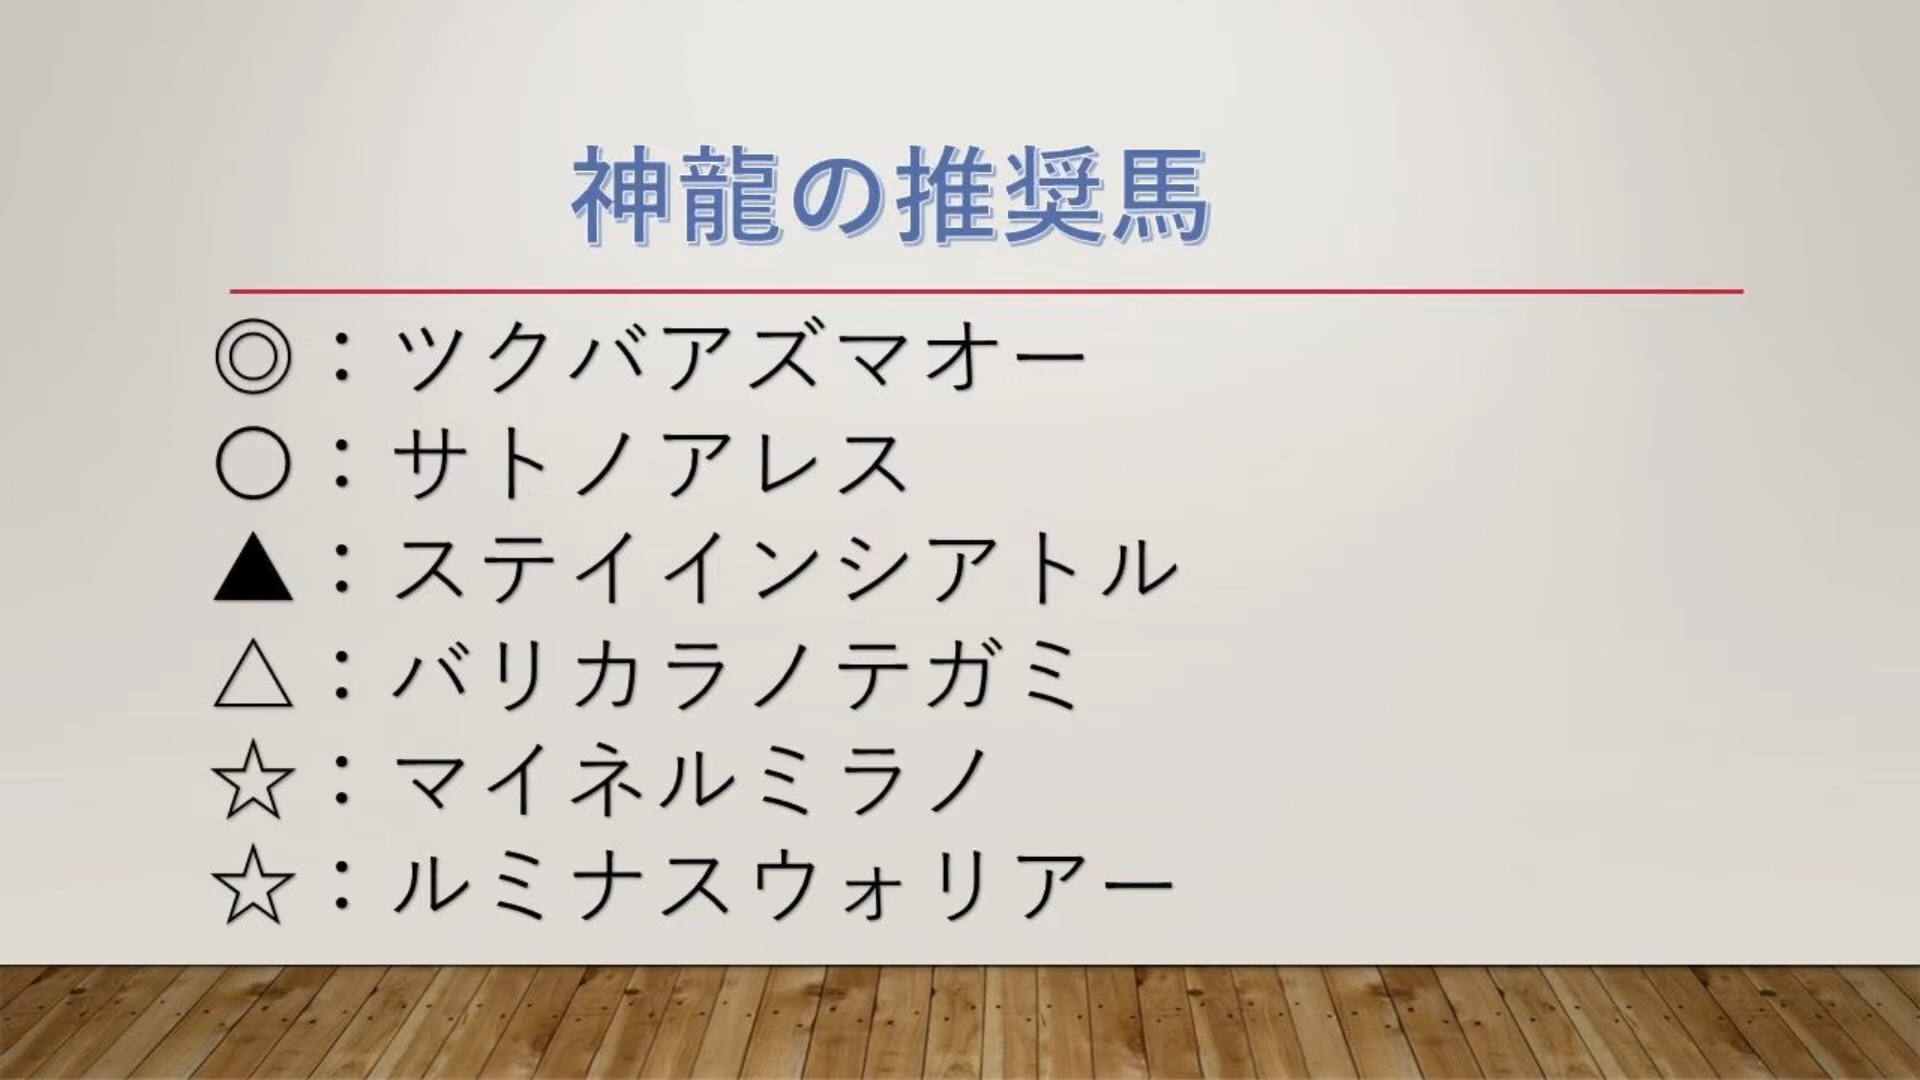 神龍の推奨馬
◎：ツクバアズマオー
○：サトノアレス
▲：ステイインシアトル
△：バリカラノテガミ
☆：マイネルミラノ
☆：ルミナスウォリアー